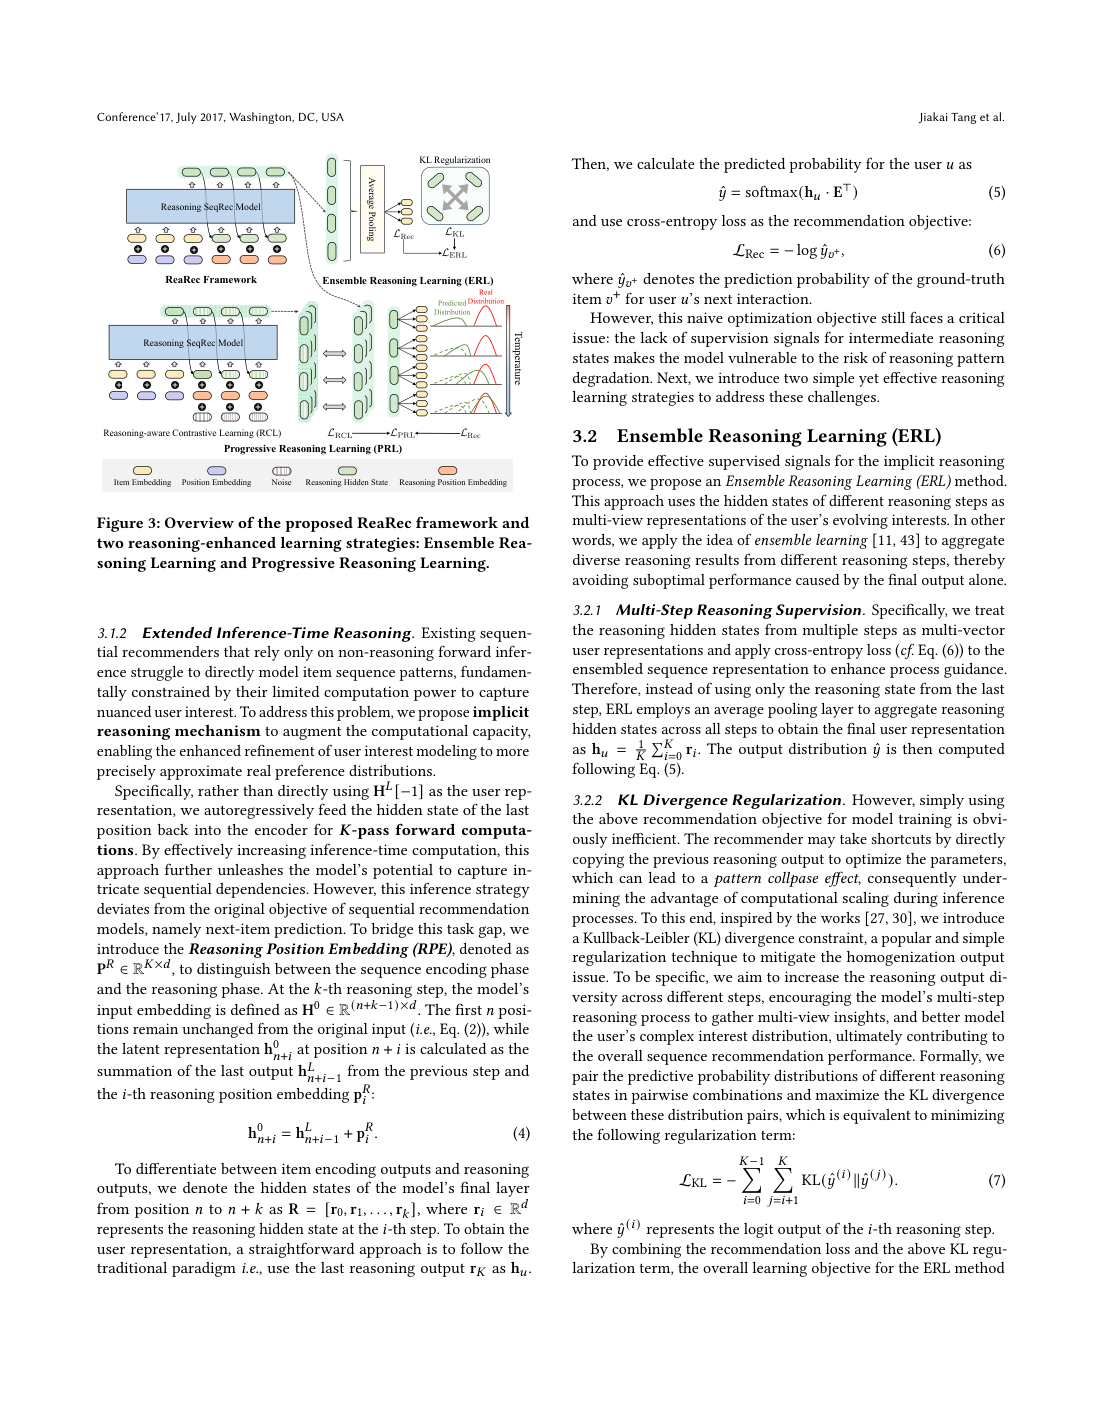 Conference'17, July 2017, Washington, DC, USA
Jiakai Tang et al.
Reasoning SeqRec Model
ReaRec Framework
Average Pooling
KL Regularization
ℒRec
ℒKL
ℒERL
Ensemble Reasoning Learning (ERL)
Reasoning SeqRec Model
Predicted Distribution
Real Distribution
Temperature
Reasoning-aware Contrastive Learning (RCL)
ℒRCL
ℒPRL
ℒRec
Progressive Reasoning Learning (PRL)
Item Embedding
Position Embedding
Noise
Reasoning Hidden State
Reasoning Position Embedding
Figure 3: Overview of the proposed ReaRec framework and
two reasoning-enhanced learning strategies: Ensemble Rea-
soning Learning and Progressive Reasoning Learning.
3.1.2 Extended Inference-Time Reasoning. Existing sequen-
tial recommenders that rely only on non-reasoning forward infer-
ence struggle to directly model item sequence patterns, fundamen-
tally constrained by their limited computation power to capture
nuanced user interest. To address this problem, we propose implicit
reasoning mechanism to augment the computational capacity,
enabling the enhanced refinement of user interest modeling to more
precisely approximate real preference distributions.
Specifically, rather than directly using H^L[−1] as the user rep-
resentation, we autoregressively feed the hidden state of the last
position back into the encoder for K-pass forward computa-
tions. By effectively increasing inference-time computation, this
approach further unleashes the model's potential to capture in-
tricate sequential dependencies. However, this inference strategy
deviates from the original objective of sequential recommendation
models, namely next-item prediction. To bridge this task gap, we
introduce the Reasoning Position Embedding (RPE), denoted as
P^R ∈ ℝ^{K×d}, to distinguish between the sequence encoding phase
and the reasoning phase. At the k-th reasoning step, the model's
input embedding is defined as H^0 ∈ ℝ^{(n+k−1)×d}. The first n posi-
tions remain unchanged from the original input (i.e., Eq. (2)), while
the latent representation h^0_{n+i} at position n + i is calculated as the
summation of the last output h^L_{n+i−1} from the previous step and
the i-th reasoning position embedding p^R_i:
h^0_{n+i} = h^L_{n+i−1} + p^R_i. (4)
To differentiate between item encoding outputs and reasoning
outputs, we denote the hidden states of the model's final layer
from position n to n + k as R = [r_0, r_1, . . . , r_k], where r_i ∈ ℝ^d
represents the reasoning hidden state at the i-th step. To obtain the
user representation, a straightforward approach is to follow the
traditional paradigm i.e., use the last reasoning output r_K as h_u.
Then, we calculate the predicted probability for the user u as
ŷ = softmax(h_u · E^⊤) (5)
and use cross-entropy loss as the recommendation objective:
ℒ_Rec = − log ŷ_{v^+}, (6)
where ŷ_{v^+} denotes the prediction probability of the ground-truth
item v^+ for user u's next interaction.
However, this naive optimization objective still faces a critical
issue: the lack of supervision signals for intermediate reasoning
states makes the model vulnerable to the risk of reasoning pattern
degradation. Next, we introduce two simple yet effective reasoning
learning strategies to address these challenges.
3.2 Ensemble Reasoning Learning (ERL)
To provide effective supervised signals for the implicit reasoning
process, we propose an Ensemble Reasoning Learning (ERL) method.
This approach uses the hidden states of different reasoning steps as
multi-view representations of the user's evolving interests. In other
words, we apply the idea of ensemble learning [11, 43] to aggregate
diverse reasoning results from different reasoning steps, thereby
avoiding suboptimal performance caused by the final output alone.
3.2.1 Multi-Step Reasoning Supervision. Specifically, we treat
the reasoning hidden states from multiple steps as multi-vector
user representations and apply cross-entropy loss (cf. Eq. (6)) to the
ensembled sequence representation to enhance process guidance.
Therefore, instead of using only the reasoning state from the last
step, ERL employs an average pooling layer to aggregate reasoning
hidden states across all steps to obtain the final user representation
as h_u = \frac{1}{K} ∑_{i=0}^{K} r_i. The output distribution ŷ is then computed
following Eq. (5).
3.2.2 KL Divergence Regularization. However, simply using
the above recommendation objective for model training is obvi-
ously inefficient. The recommender may take shortcuts by directly
copying the previous reasoning output to optimize the parameters,
which can lead to a pattern collpase effect, consequently under-
mining the advantage of computational scaling during inference
processes. To this end, inspired by the works [27, 30], we introduce
a Kullback-Leibler (KL) divergence constraint, a popular and simple
regularization technique to mitigate the homogenization output
issue. To be specific, we aim to increase the reasoning output di-
versity across different steps, encouraging the model's multi-step
reasoning process to gather multi-view insights, and better model
the user's complex interest distribution, ultimately contributing to
the overall sequence recommendation performance. Formally, we
pair the predictive probability distributions of different reasoning
states in pairwise combinations and maximize the KL divergence
between these distribution pairs, which is equivalent to minimizing
the following regularization term:
ℒ_KL = − ∑_{i=0}^{K−1} ∑_{j=i+1}^{K} KL(ŷ^{(i)}∥ŷ^{(j)}). (7)
where ŷ^{(i)} represents the logit output of the i-th reasoning step.
By combining the recommendation loss and the above KL regu-
larization term, the overall learning objective for the ERL method